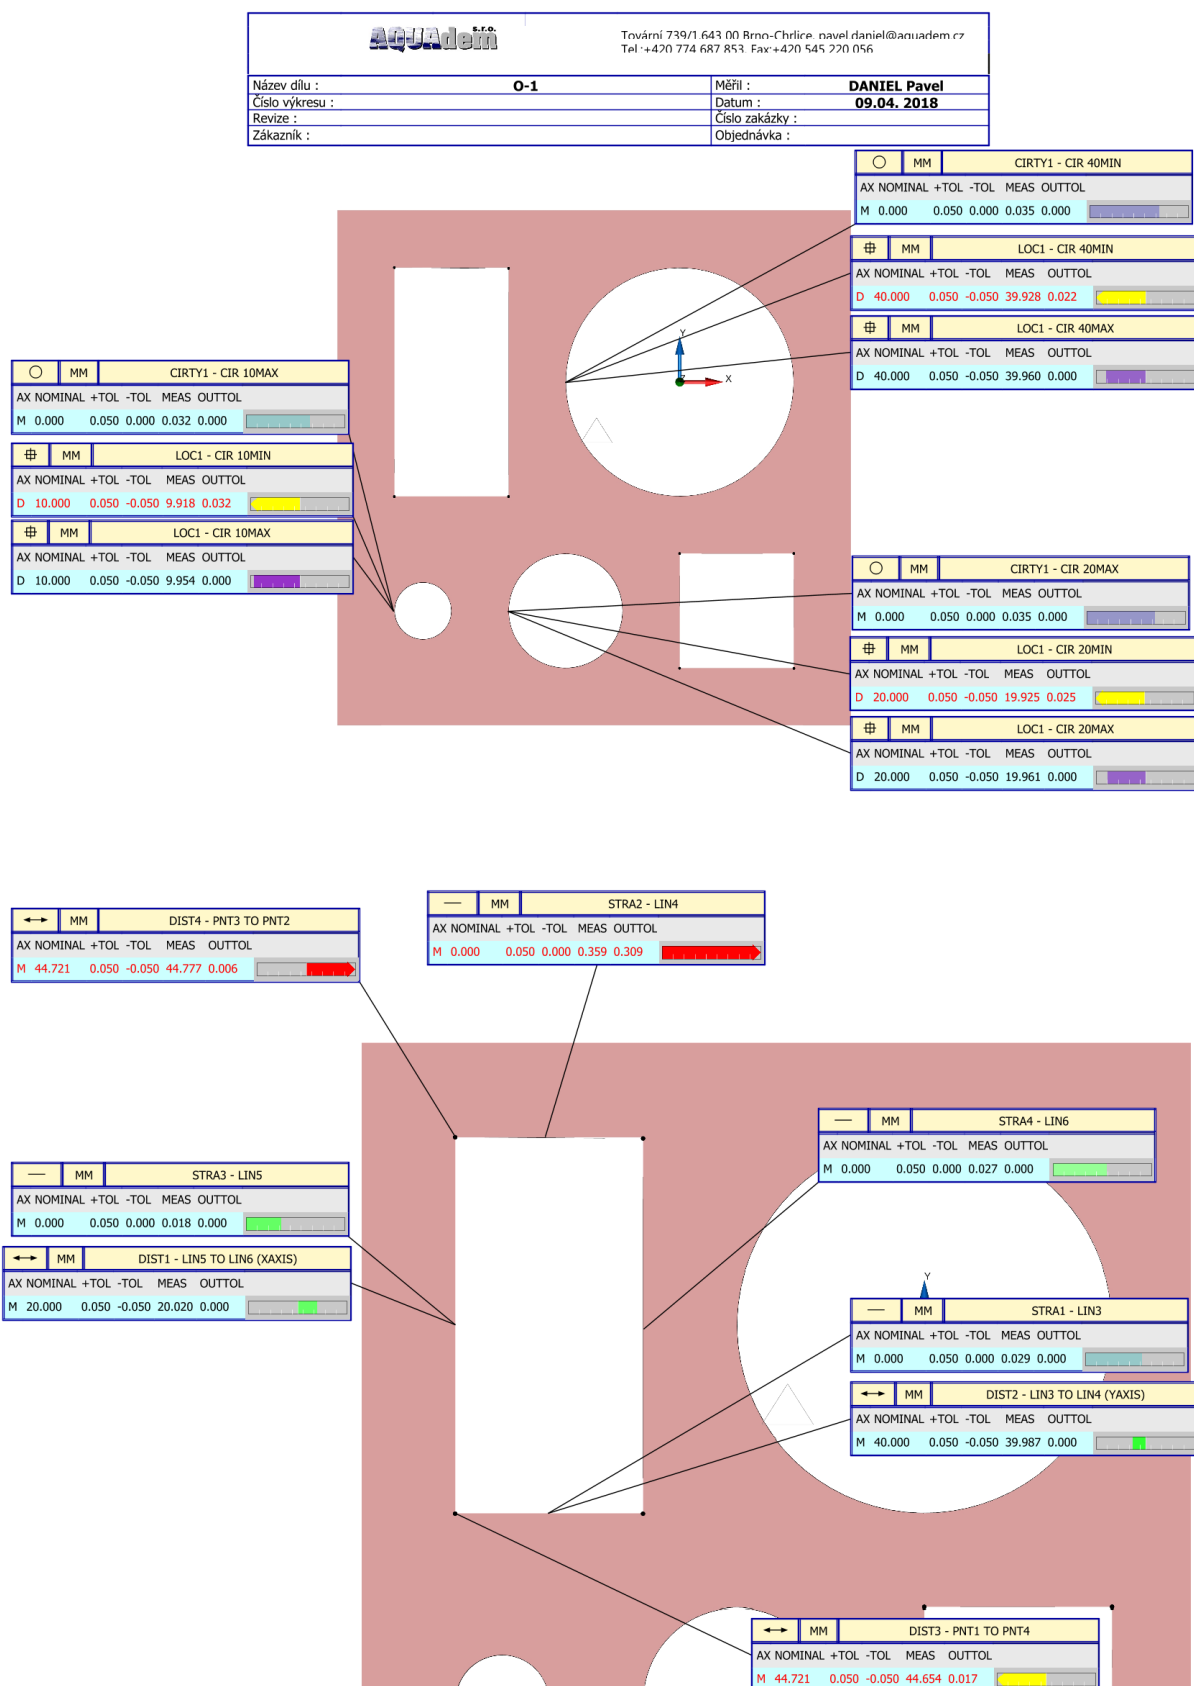 AQUAdem s.r.o.
Tovární 739/1,643 00 Brno-Chrlice, pavel.daniel@aquadem.cz
Tel.:+420 774 687 853, Fax:+420 545 220 056
Název dílu : O-1 Měřil : DANIEL Pavel
Číslo výkresu : Datum : 09.04. 2018
Revize : Číslo zakázky :
Zákazník : Objednávka :
MM CIRTY1 - CIR 40MIN
AX NOMINAL +TOL -TOL MEAS OUTTOL
M 0.000 0.050 0.000 0.035 0.000
MM LOC1 - CIR 40MIN
AX NOMINAL +TOL -TOL MEAS OUTTOL
D 40.000 0.050 -0.050 39.928 0.022
MM LOC1 - CIR 40MAX
AX NOMINAL +TOL -TOL MEAS OUTTOL
D 40.000 0.050 -0.050 39.960 0.000
Y
X
Z
MM CIRTY1 - CIR 10MAX
AX NOMINAL +TOL -TOL MEAS OUTTOL
M 0.000 0.050 0.000 0.032 0.000
MM LOC1 - CIR 10MIN
AX NOMINAL +TOL -TOL MEAS OUTTOL
D 10.000 0.050 -0.050 9.918 0.032
MM LOC1 - CIR 10MAX
AX NOMINAL +TOL -TOL MEAS OUTTOL
D 10.000 0.050 -0.050 9.954 0.000
MM CIRTY1 - CIR 20MAX
AX NOMINAL +TOL -TOL MEAS OUTTOL
M 0.000 0.050 0.000 0.035 0.000
MM LOC1 - CIR 20MIN
AX NOMINAL +TOL -TOL MEAS OUTTOL
D 20.000 0.050 -0.050 19.925 0.025
MM LOC1 - CIR 20MAX
AX NOMINAL +TOL -TOL MEAS OUTTOL
D 20.000 0.050 -0.050 19.961 0.000
MM DIST4 - PNT3 TO PNT2
AX NOMINAL +TOL -TOL MEAS OUTTOL
M 44.721 0.050 -0.050 44.777 0.006
MM STRA2 - LIN4
AX NOMINAL +TOL -TOL MEAS OUTTOL
M 0.000 0.050 0.000 0.359 0.309
MM STRA4 - LIN6
AX NOMINAL +TOL -TOL MEAS OUTTOL
M 0.000 0.050 0.000 0.027 0.000
MM STRA3 - LIN5
AX NOMINAL +TOL -TOL MEAS OUTTOL
M 0.000 0.050 0.000 0.018 0.000
MM DIST1 - LIN5 TO LIN6 (XAXIS)
AX NOMINAL +TOL -TOL MEAS OUTTOL
M 20.000 0.050 -0.050 20.020 0.000
Y
MM STRA1 - LIN3
AX NOMINAL +TOL -TOL MEAS OUTTOL
M 0.000 0.050 0.000 0.029 0.000
MM DIST2 - LIN3 TO LIN4 (YAXIS)
AX NOMINAL +TOL -TOL MEAS OUTTOL
M 40.000 0.050 -0.050 39.987 0.000
MM DIST3 - PNT1 TO PNT4
AX NOMINAL +TOL -TOL MEAS OUTTOL
M 44.721 0.050 -0.050 44.654 0.017